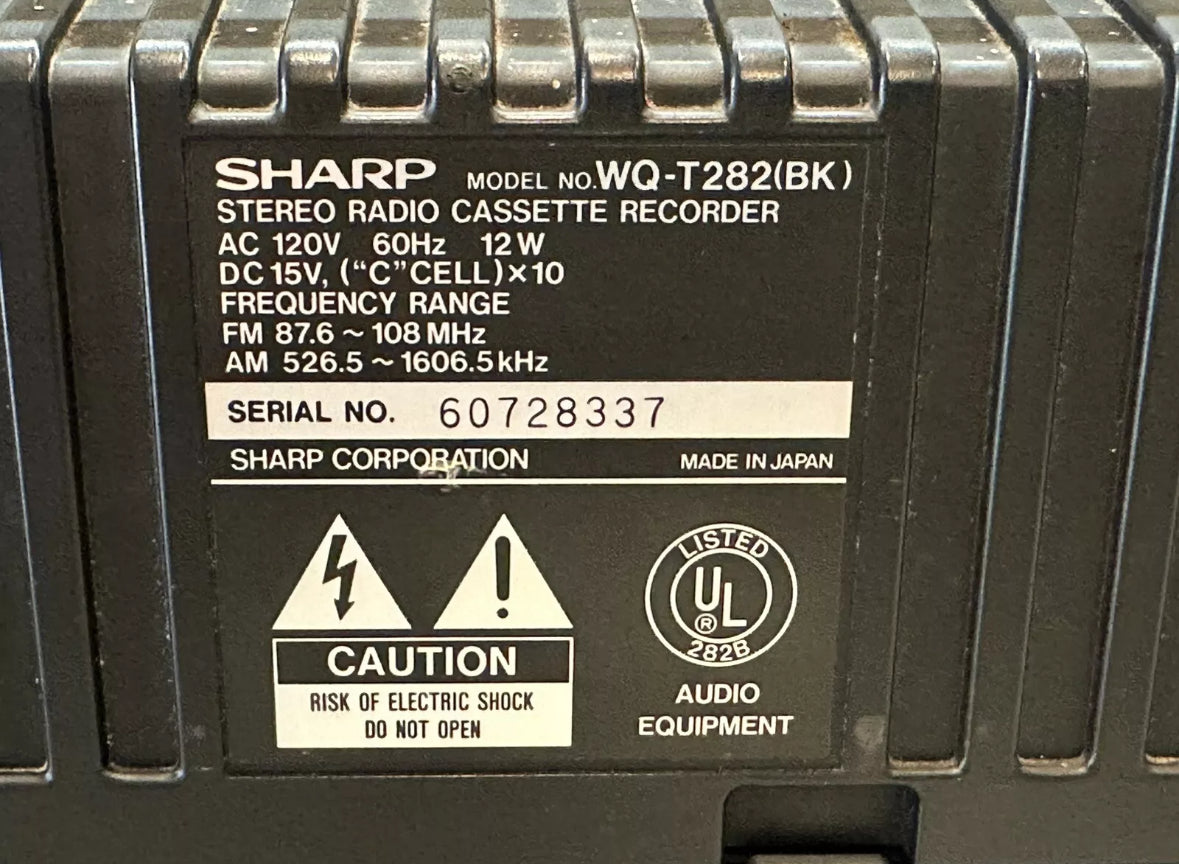 SHARP MODEL NO.WQ-T282(BK)
STEREO RADIO CASSETTE RECORDER
AC 120V 60Hz 12W
DC 15V, (“C”CELL)×10
FREQUENCY RANGE
FM 87.6 ~ 108 MHz
AM 526.5 ~ 1606.5 kHz
SERIAL NO. 60728337
SHARP CORPORATION MADE IN JAPAN
LISTED
UL
®
282B
CAUTION
RISK OF ELECTRIC SHOCK
DO NOT OPEN
AUDIO
EQUIPMENT